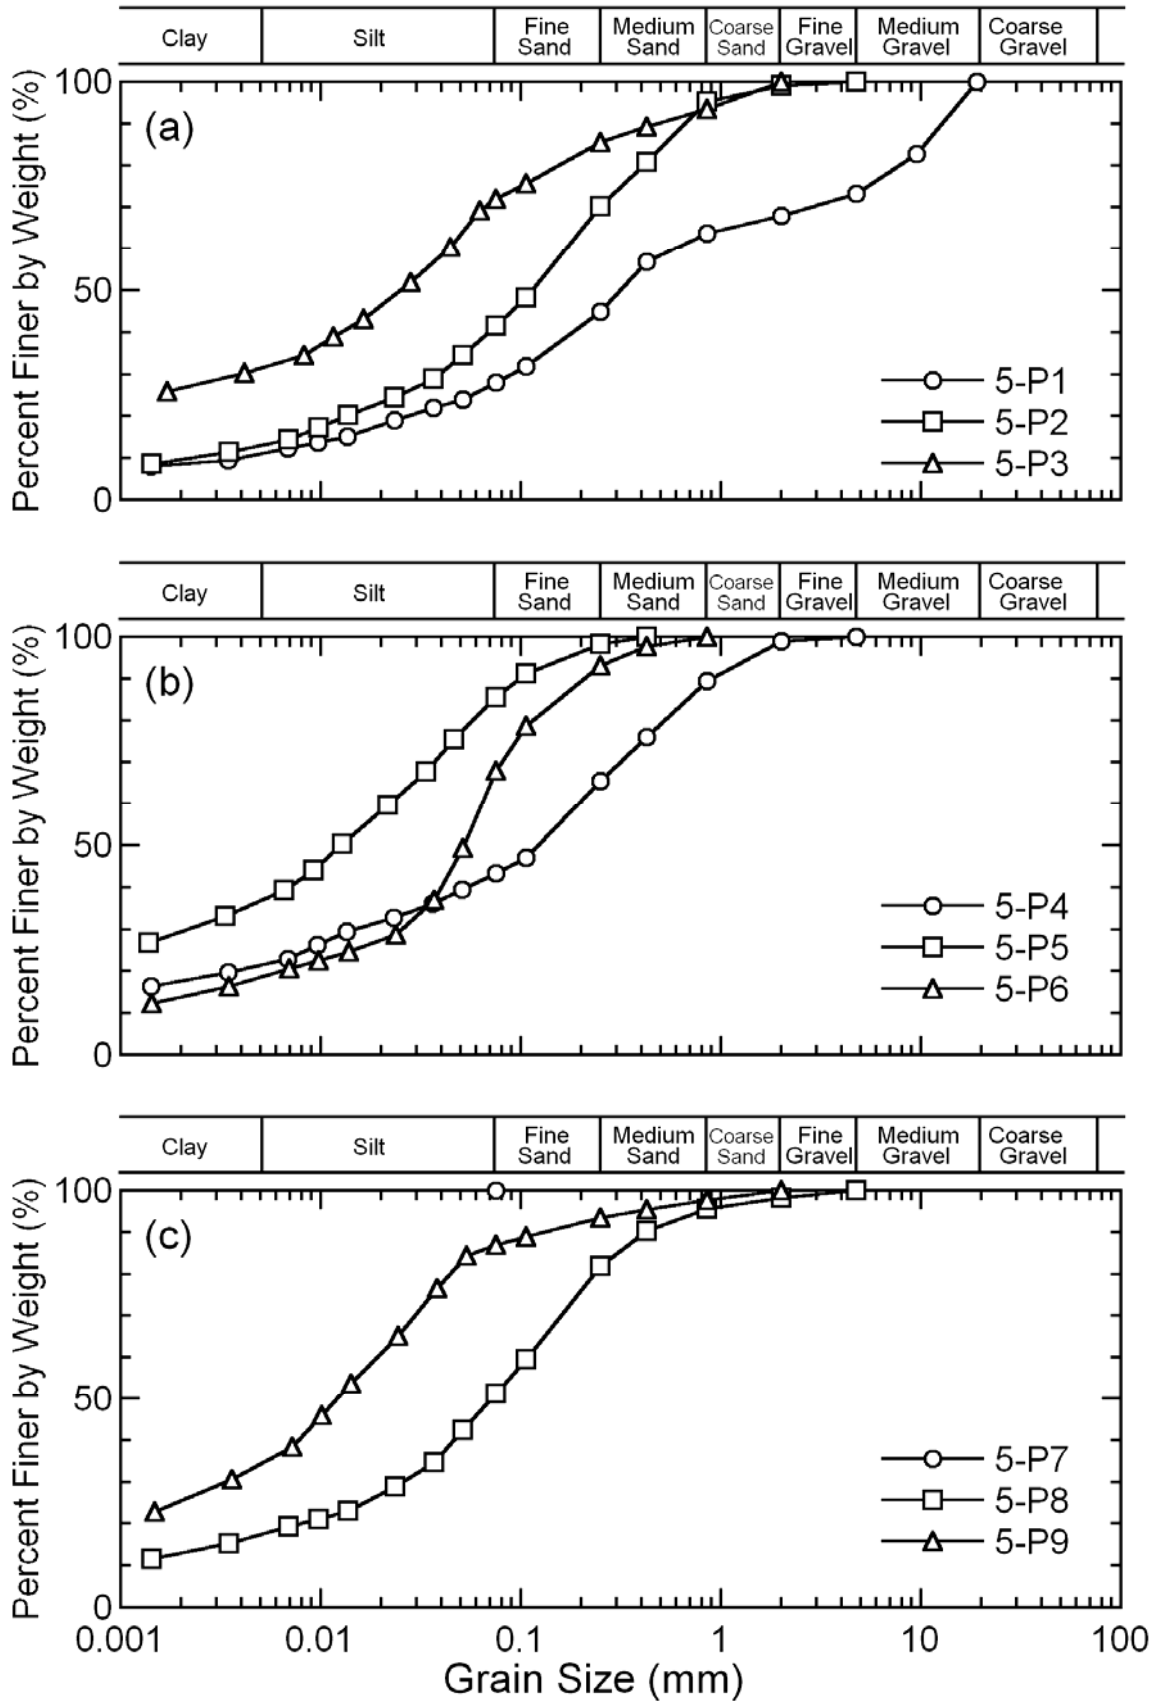 Clay Silt Fine Sand Medium Sand Coarse Sand Fine Gravel Medium Gravel Coarse Gravel
Percent Finer by Weight (%)
100
50
0
(a)
5-P1
5-P2
5-P3
Clay Silt Fine Sand Medium Sand Coarse Sand Fine Gravel Medium Gravel Coarse Gravel
Percent Finer by Weight (%)
100
50
0
(b)
5-P4
5-P5
5-P6
Clay Silt Fine Sand Medium Sand Coarse Sand Fine Gravel Medium Gravel Coarse Gravel
Percent Finer by Weight (%)
100
50
0
(c)
5-P7
5-P8
5-P9
0.001 0.01 0.1 1 10 100
Grain Size (mm)